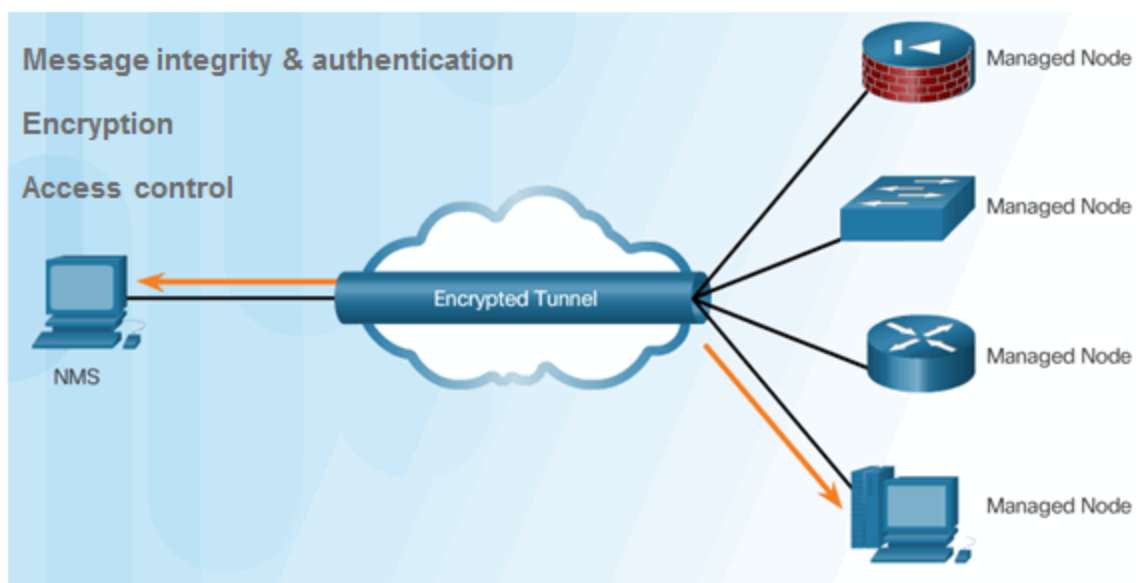 Message integrity & authentication
Encryption
Access control
Managed Node
Managed Node
Encrypted Tunnel
NMS
Managed Node
Managed Node